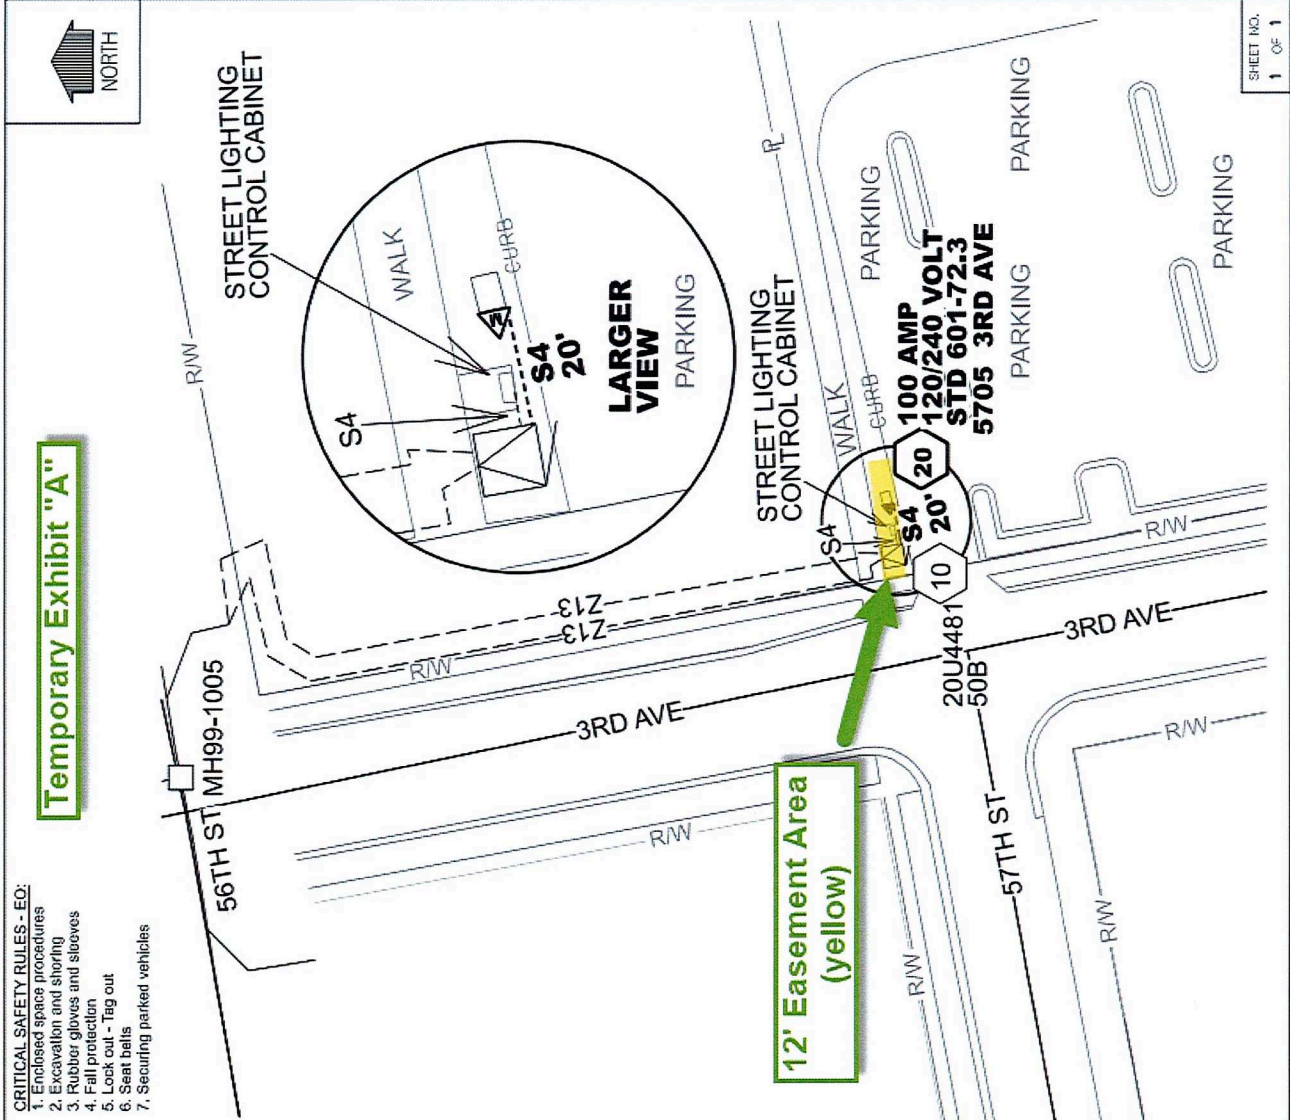 CRITICAL SAFETY RULES - EO:
1. Enclosed space procedures
2. Excavation and shoring
3. Rubber gloves and sleeves
4. Fall protection
5. Lock out - Tag out
6. Seat belts
7. Securing parked vehicles
Temporary Exhibit "A"
NORTH
56TH ST
MH99-1005
R/W
STREET LIGHTING
CONTROL CABINET
WALK
S4
M
CURB
S4
20'
LARGER
VIEW
PARKING
Z13
Z13
R/W
3RD AVE
R/W
12' Easement Area
(yellow)
STREET LIGHTING
CONTROL CABINET
S4
WALK
CURB
PL
S4
20'
20
10
100 AMP
120/240 VOLT
STD 601-72.3
5705 3RD AVE
20U4481
50B
PARKING
PARKING
PARKING
PARKING
R/W
3RD AVE
57TH ST
R/W
R/W
R/W
SHEET NO.
1 OF 1